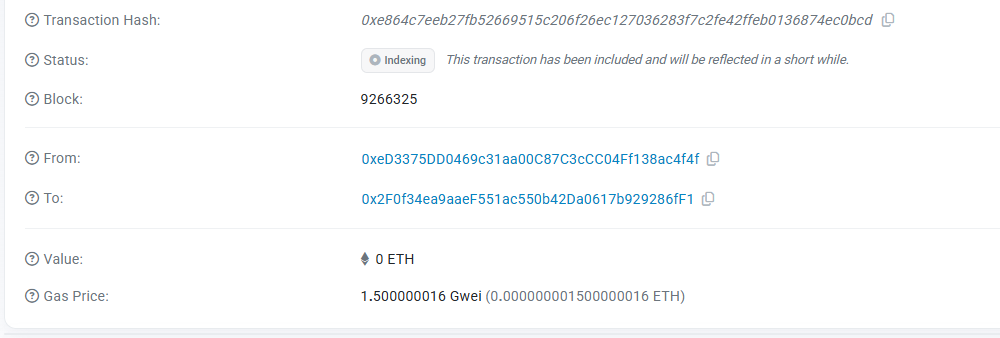 Transaction Hash: 0xe864c7eeb27fb52669515c206f26ec127036283f7c2fe42ffeb0136874ec0bcd
Status: Indexing This transaction has been included and will be reflected in a short while.
Block: 9266325
From: 0xeD3375DD0469c31aa00C87C3cCC04Ff138ac4f4f
To: 0x2F0f34ea9aaeF551ac550b42Da0617b929286fF1
Value: 0 ETH
Gas Price: 1.500000016 Gwei (0.000000001500000016 ETH)